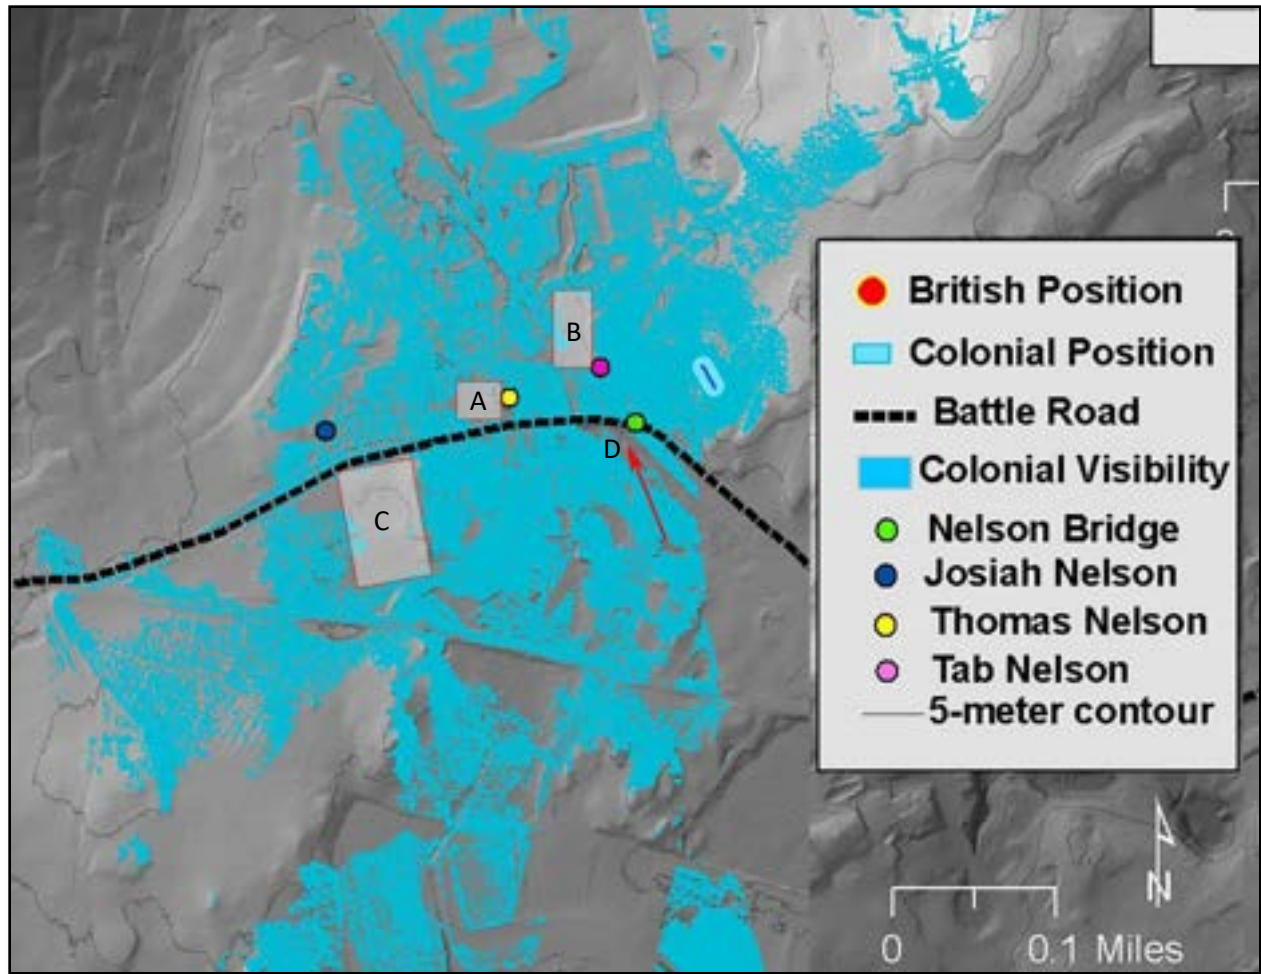 B
A
D
C
British Position
Colonial Position
Battle Road
Colonial Visibility
Nelson Bridge
Josiah Nelson
Thomas Nelson
Tab Nelson
5-meter contour
N
0 0.1 Miles